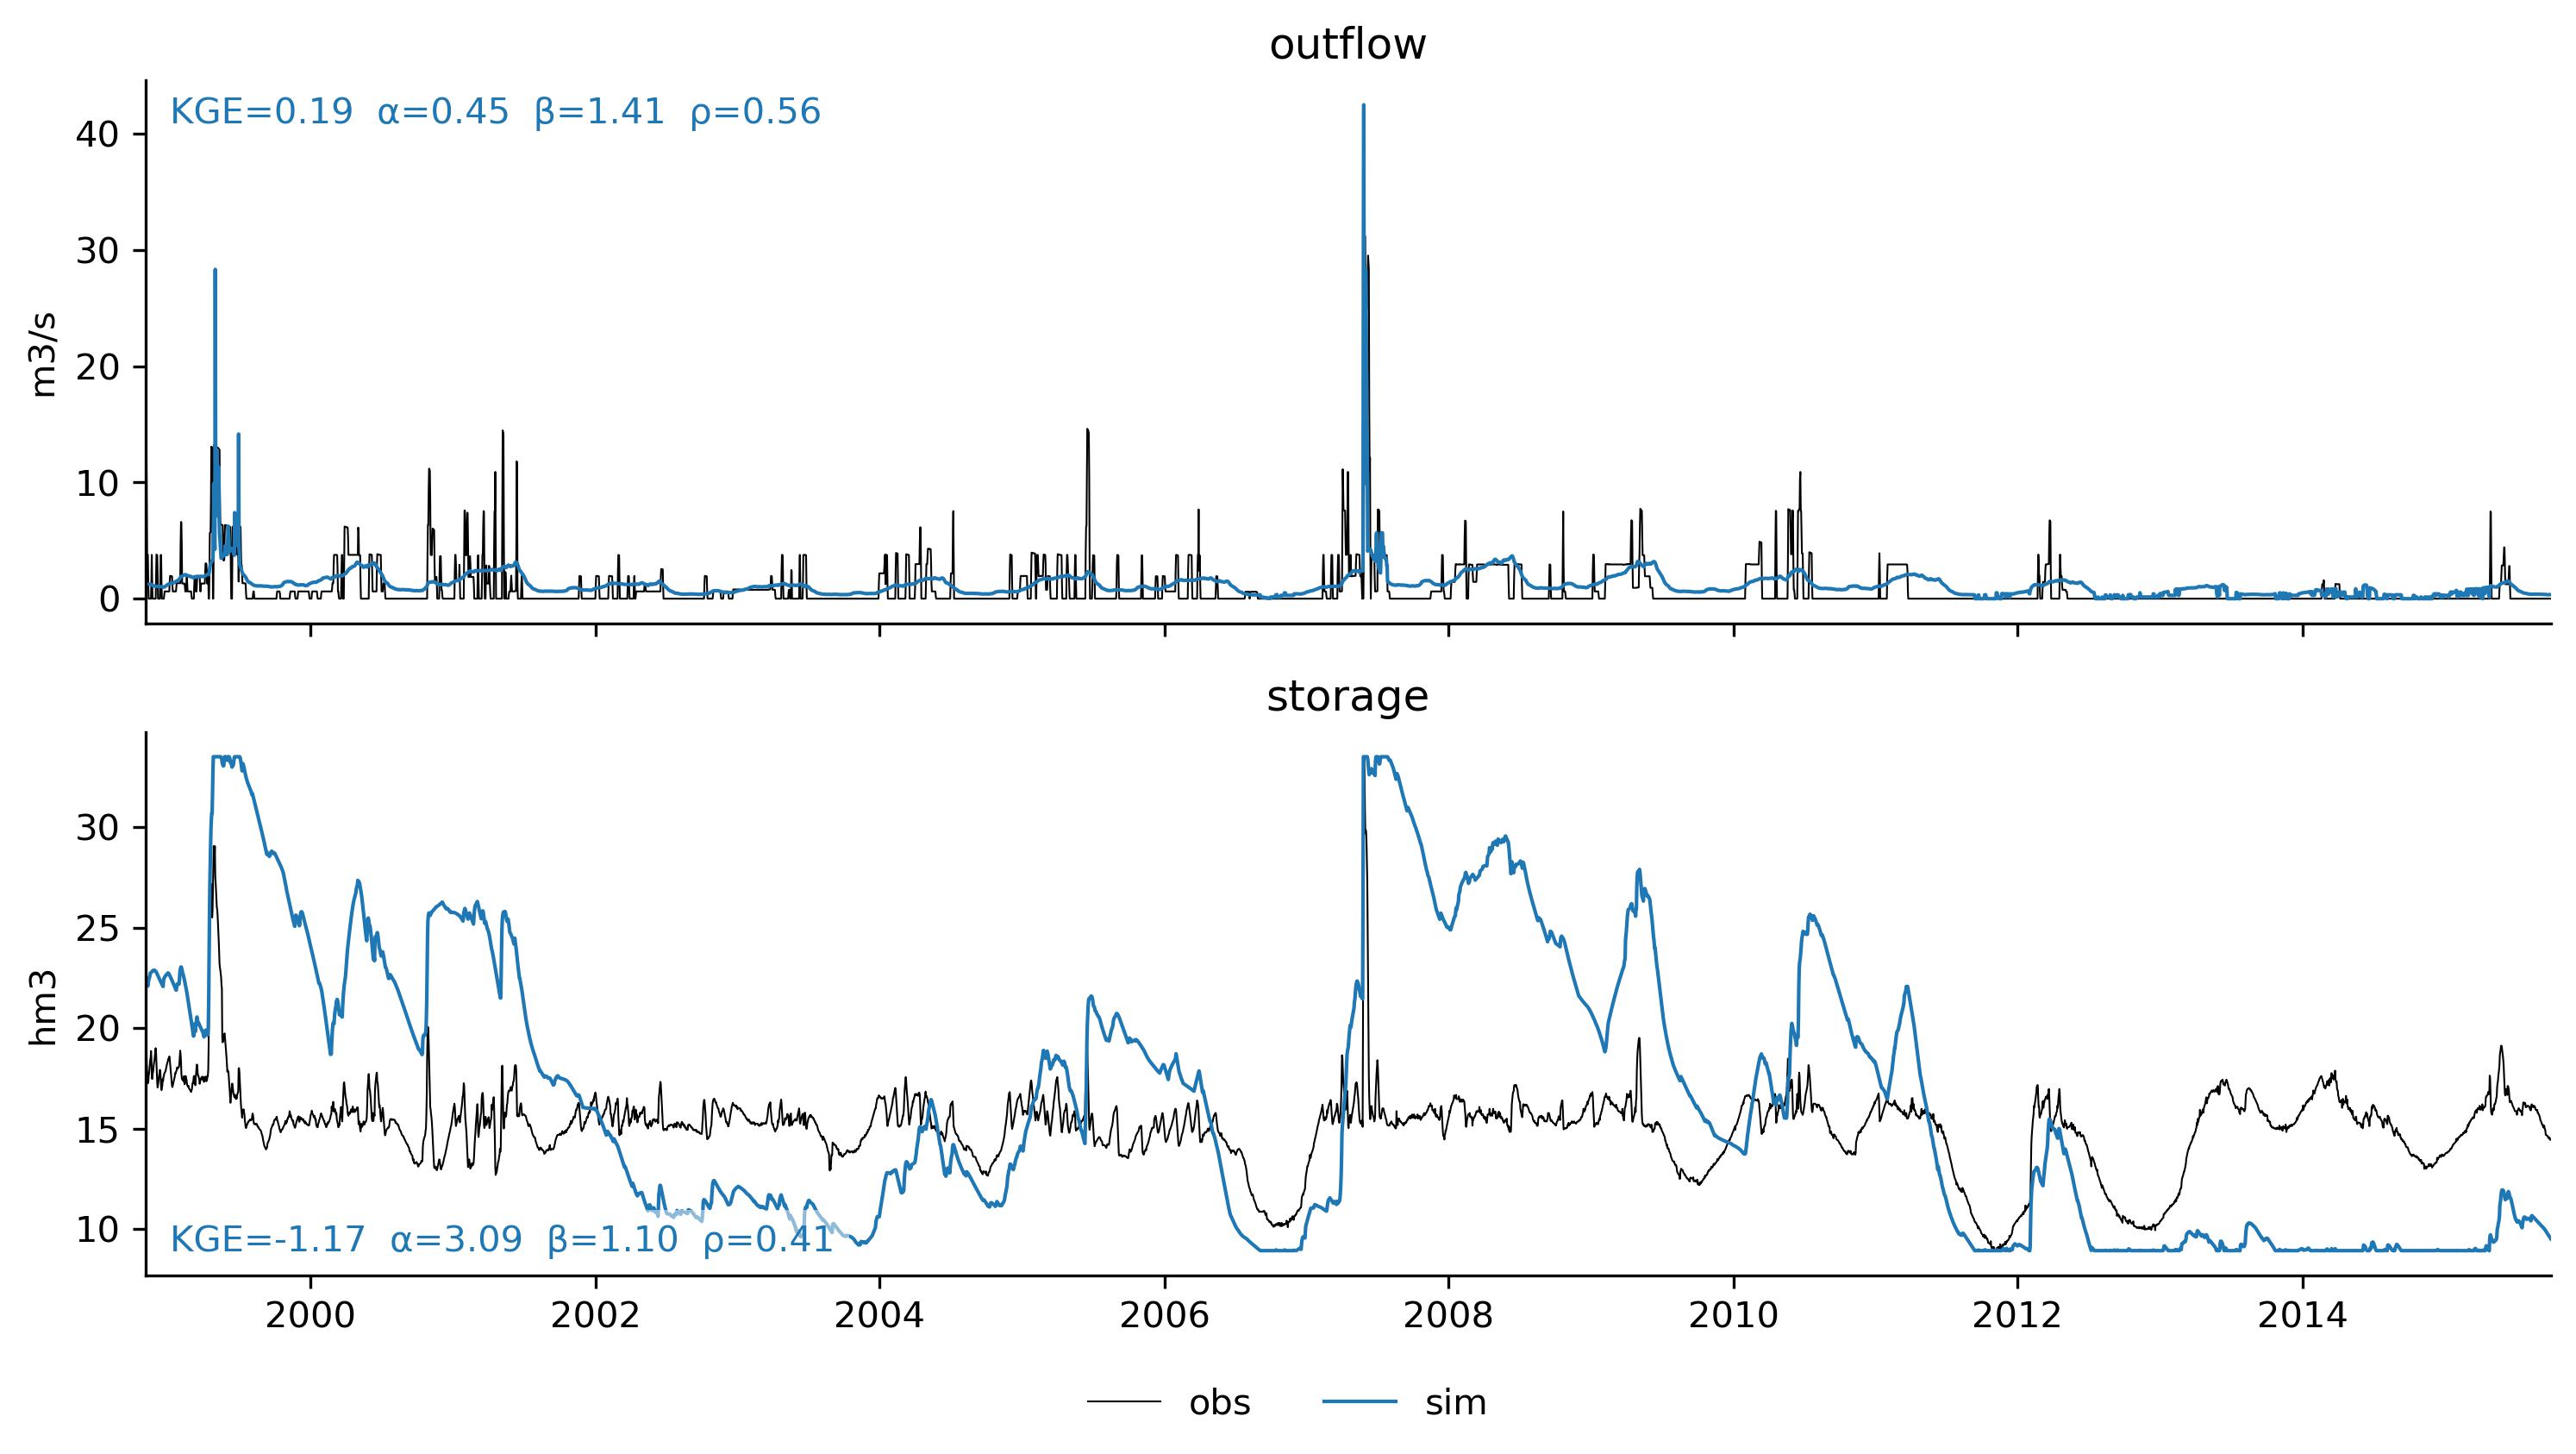 outflow
KGE=0.19 α=0.45 β=1.41 ρ=0.56
40
30
20
10
0
m3/s
storage
30
25
20
15
10
hm3
KGE=-1.17 α=3.09 β=1.10 ρ=0.41
2000 2002 2004 2006 2008 2010 2012 2014
obs sim